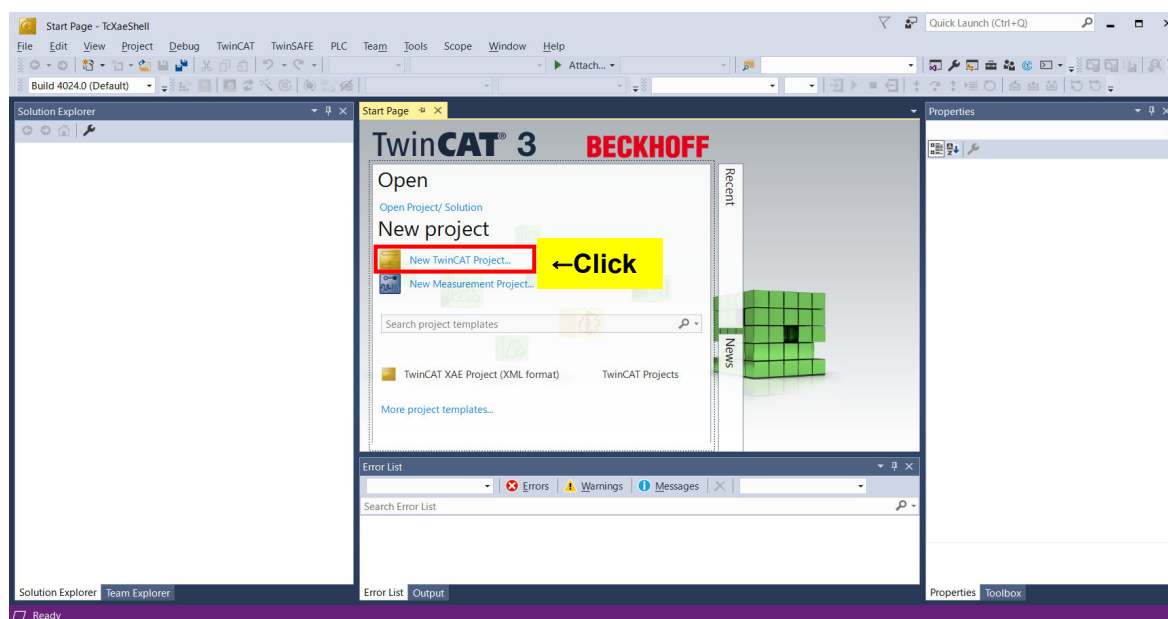 Start Page - TcXaeShell
Quick Launch (Ctrl+Q)
File Edit View Project Debug TwinCAT TwinSAFE PLC Team Tools Scope Window Help
Attach...
Build 4024.0 (Default)
Solution Explorer
Start Page
Properties
TwinCAT® 3 BECKHOFF
Open
Recent
Open Project/ Solution
New project
New TwinCAT Project...
←Click
New Measurement Project...
Search project templates
News
TwinCAT XAE Project (XML format) TwinCAT Projects
More project templates...
Error List
Errors Warnings Messages
Search Error List
Solution Explorer Team Explorer
Error List Output
Properties Toolbox
Ready